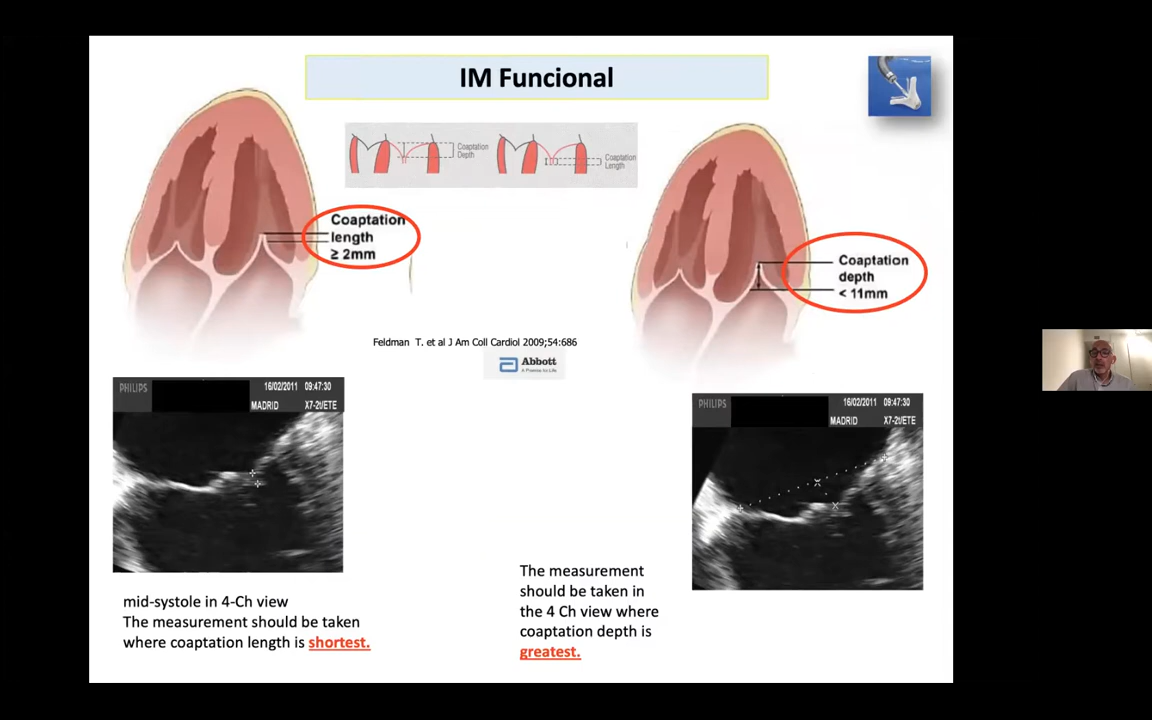 IM Funcional
Coaptation
Depth
Coaptation
Length
Coaptation
length
≥ 2mm
Coaptation
depth
< 11mm
Feldman T. et al J Am Coll Cardiol 2009;54:686
Abbott
A Promise for Life
PHILIPS
16/02/2011 09:47:30
MADRID X7-2t/ETE
PHILIPS
16/02/2011 09:47:30
MADRID X7-2t/ETE
mid-systole in 4-Ch view
The measurement should be taken
where coaptation length is shortest.
The measurement
should be taken in
the 4 Ch view where
coaptation depth is
greatest.